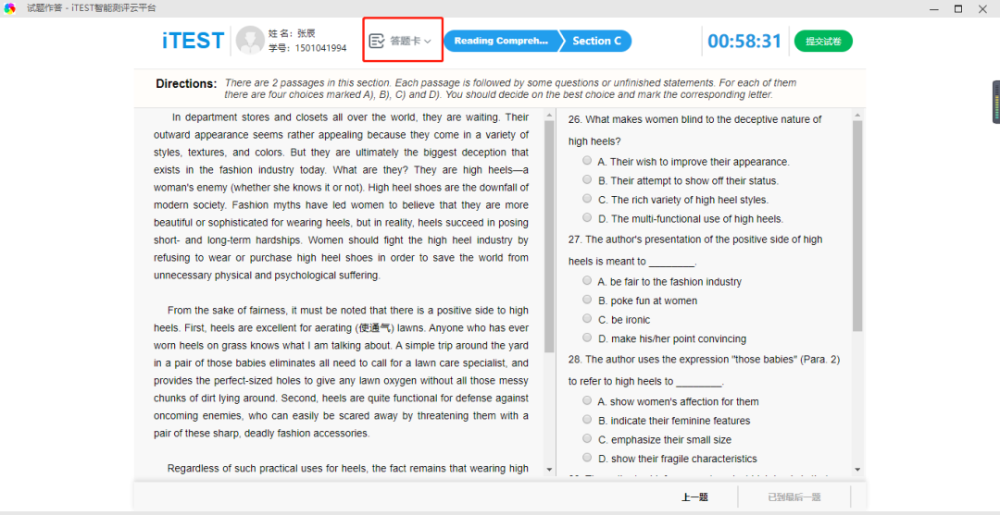 试题作答 - iTEST智能测评云平台
iTEST
姓 名：张辰
学号：1501041994
答题卡
Reading Compreh...
Section C
00:58:31
提交试卷
Directions:
There are 2 passages in this section. Each passage is followed by some questions or unfinished statements. For each of them
there are four choices marked A), B), C) and D). You should decide on the best choice and mark the corresponding letter.
In department stores and closets all over the world, they are waiting. Their
outward appearance seems rather appealing because they come in a variety of
styles, textures, and colors. But they are ultimately the biggest deception that
exists in the fashion industry today. What are they? They are high heels—a
woman's enemy (whether she knows it or not). High heel shoes are the downfall of
modern society. Fashion myths have led women to believe that they are more
beautiful or sophisticated for wearing heels, but in reality, heels succeed in posing
short- and long-term hardships. Women should fight the high heel industry by
refusing to wear or purchase high heel shoes in order to save the world from
unnecessary physical and psychological suffering.
From the sake of fairness, it must be noted that there is a positive side to high
heels. First, heels are excellent for aerating (使通气) lawns. Anyone who has ever
worn heels on grass knows what I am talking about. A simple trip around the yard
in a pair of those babies eliminates all need to call for a lawn care specialist, and
provides the perfect-sized holes to give any lawn oxygen without all those messy
chunks of dirt lying around. Second, heels are quite functional for defense against
oncoming enemies, who can easily be scared away by threatening them with a
pair of these sharp, deadly fashion accessories.
Regardless of such practical uses for heels, the fact remains that wearing high
26. What makes women blind to the deceptive nature of
high heels?
A. Their wish to improve their appearance.
B. Their attempt to show off their status.
C. The rich variety of high heel styles.
D. The multi-functional use of high heels.
27. The author's presentation of the positive side of high
heels is meant to ________.
A. be fair to the fashion industry
B. poke fun at women
C. be ironic
D. make his/her point convincing
28. The author uses the expression "those babies" (Para. 2)
to refer to high heels to ________.
A. show women's affection for them
B. indicate their feminine features
C. emphasize their small size
D. show their fragile characteristics
上一题
已到最后一题